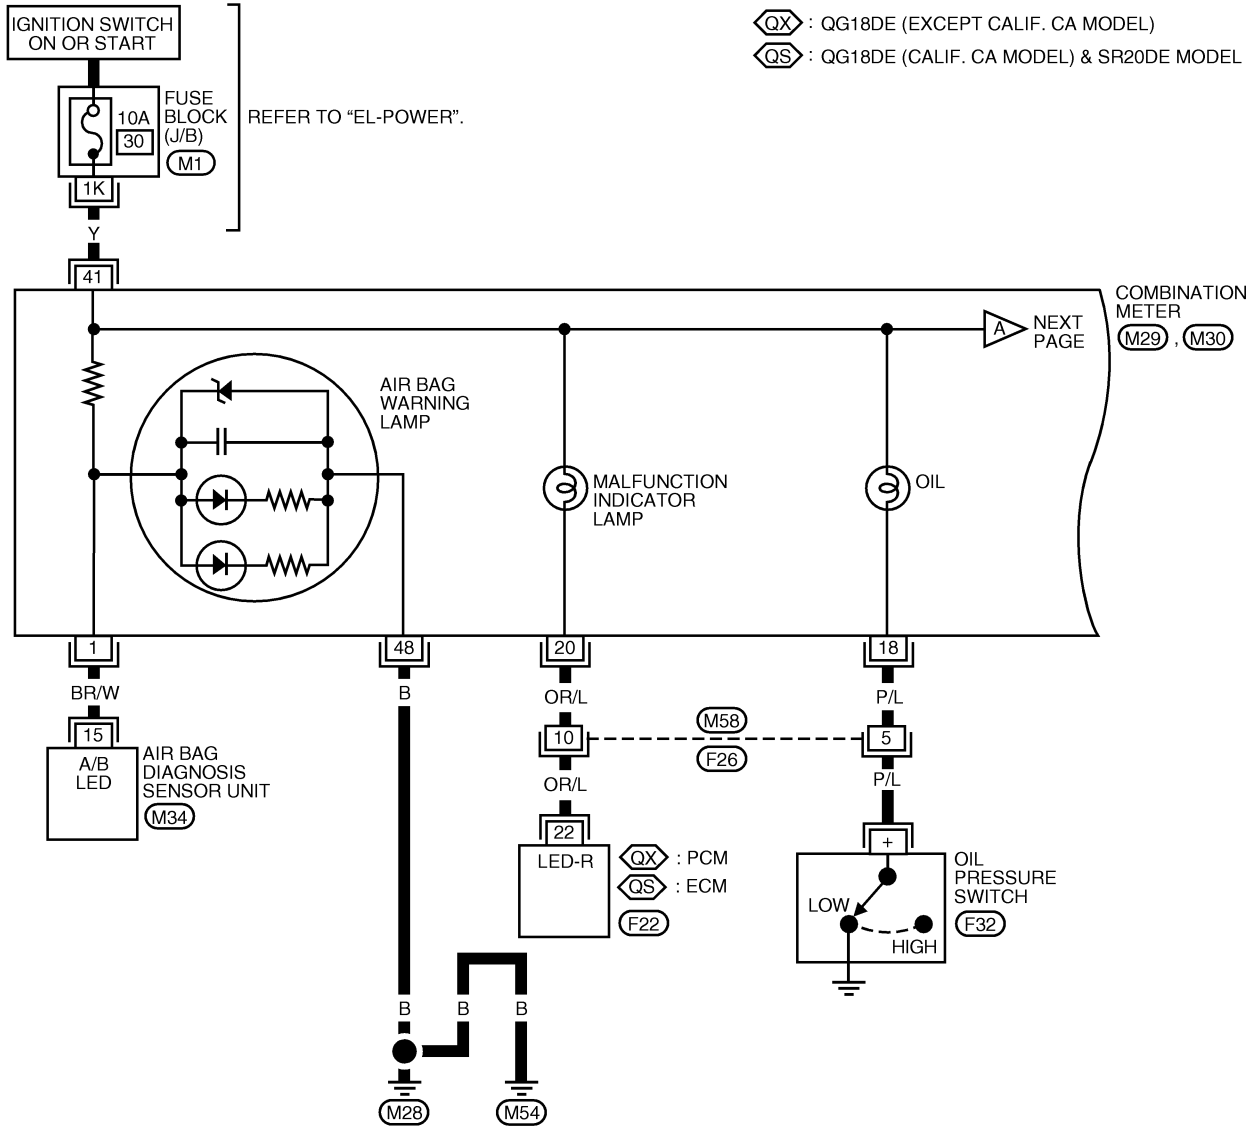 IGNITION SWITCH
ON OR START
QX : QG18DE (EXCEPT CALIF. CA MODEL)
QS : QG18DE (CALIF. CA MODEL) & SR20DE MODEL
10A
30
FUSE
BLOCK
(J/B)
M1
REFER TO “EL-POWER”.
1K
Y
41
COMBINATION
METER
M29 , M30
A
NEXT
PAGE
AIR BAG
WARNING
LAMP
MALFUNCTION
INDICATOR
LAMP
OIL
1
48
20
18
BR/W
B
OR/L
P/L
15
10
M58
F26
5
A/B
LED
AIR BAG
DIAGNOSIS
SENSOR UNIT
M34
OR/L
P/L
22
+
LED-R
QX : PCM
QS : ECM
F22
LOW
HIGH
OIL
PRESSURE
SWITCH
F32
B
B
B
M28
M54